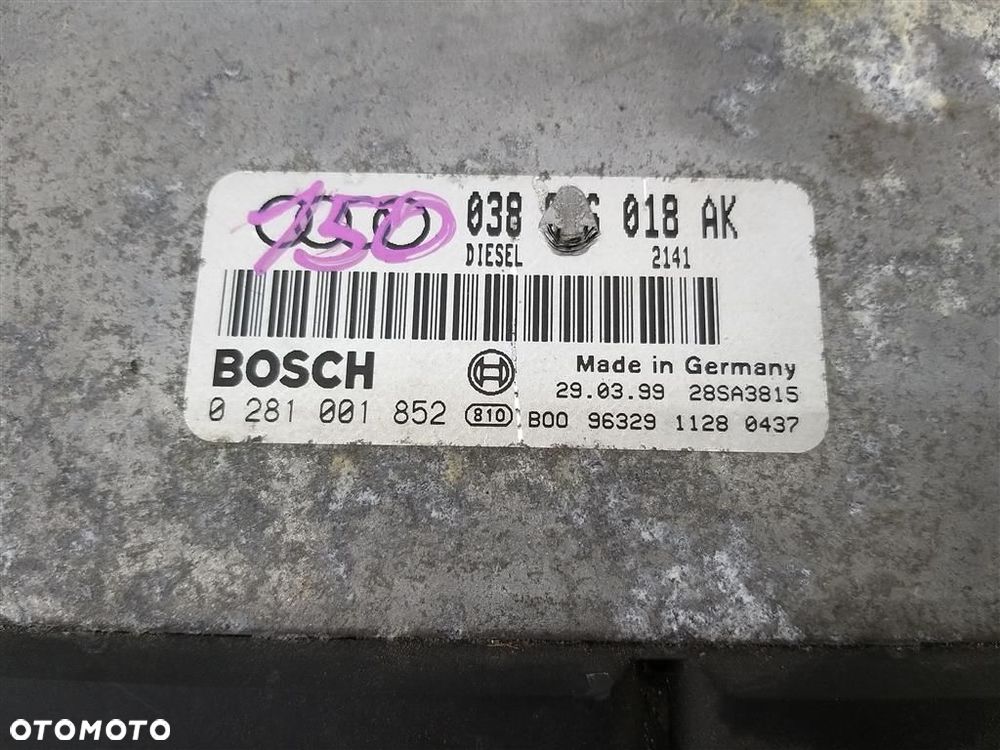 150
038 018 AK
DIESEL 2141
BOSCH
Made in Germany
29.03.99 28SA3815
0 281 001 852 810 B00 96329 1128 0437
OTOMOTO